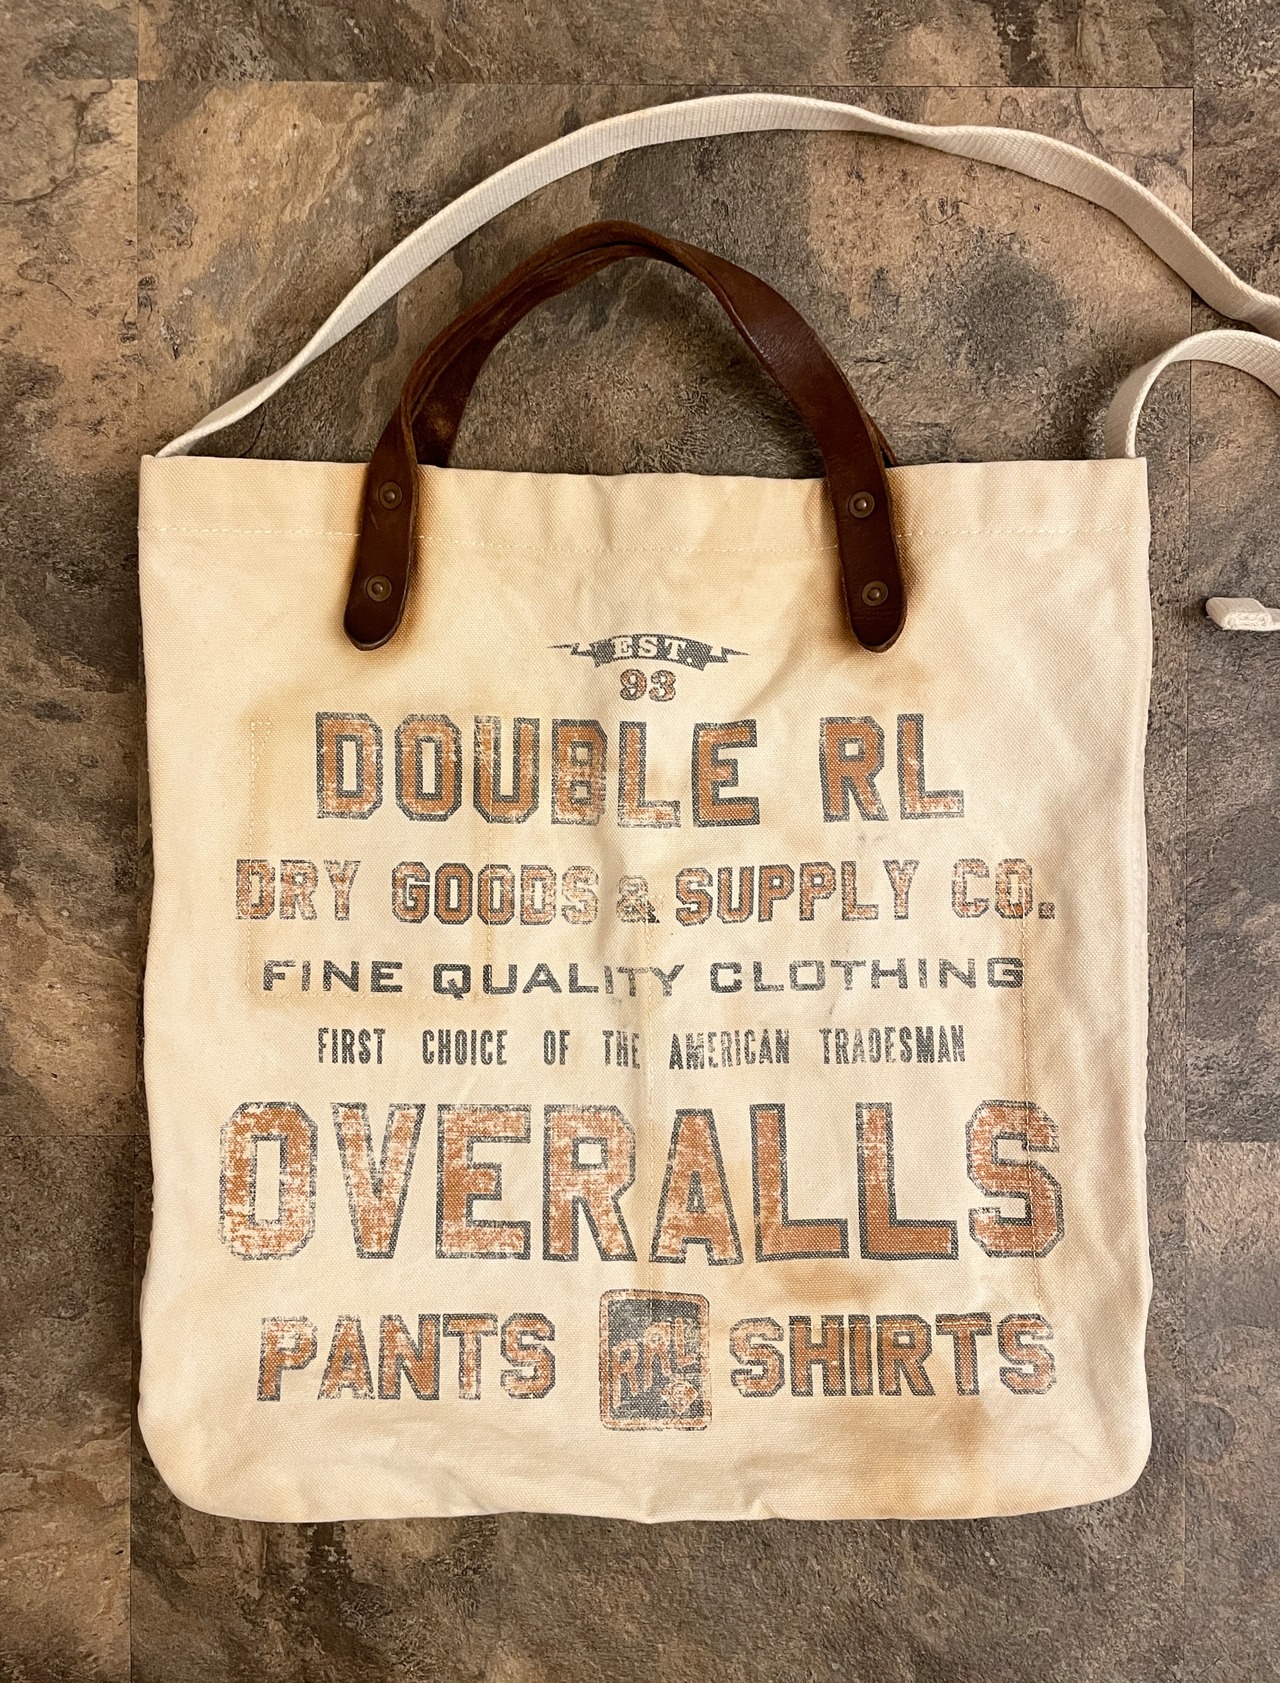 EST.
93
DOUBLE RL
DRY GOODS & SUPPLY CO.
FINE QUALITY CLOTHING
FIRST CHOICE OF THE AMERICAN TRADESMAN
OVERALLS
PANTS RRL SHIRTS